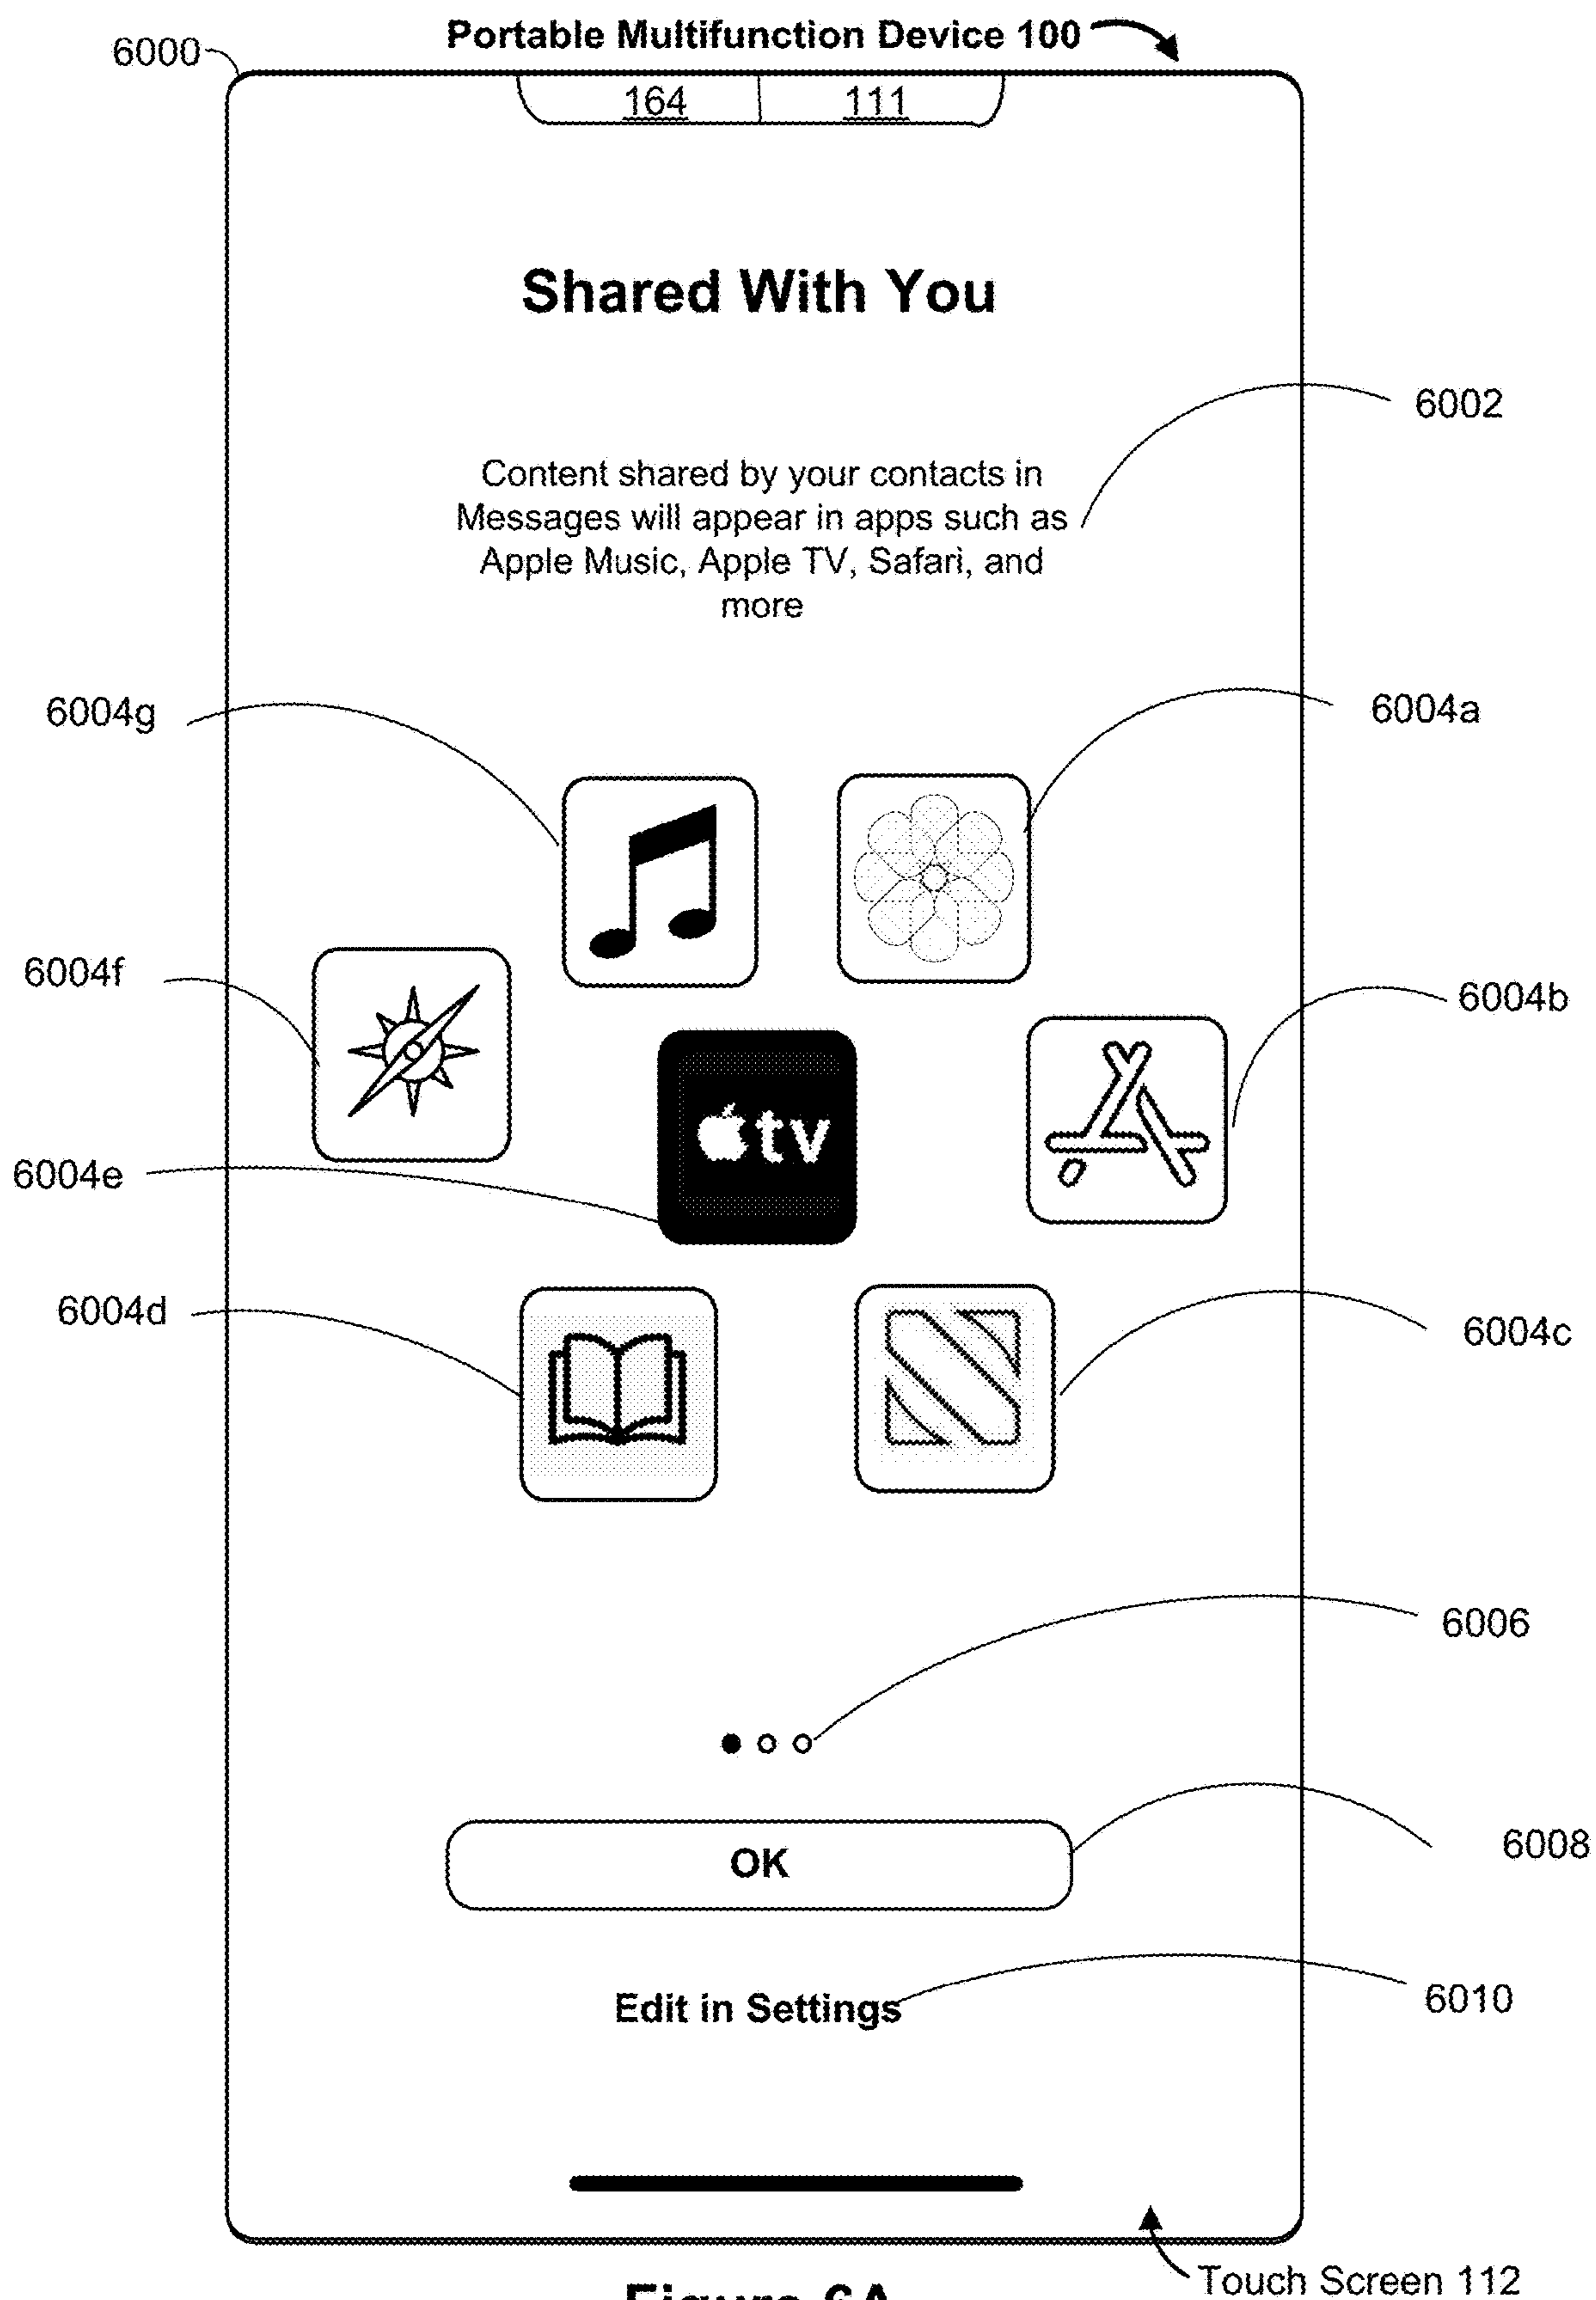 Portable Multifunction Device 100
6000
164 111
Shared With You
6002
Content shared by your contacts in
Messages will appear in apps such as
Apple Music, Apple TV, Safari, and
more
6004g
6004a
6004f
6004b
tv
6004e
6004d
6004c
6006
6008
OK
6010
Edit in Settings
Touch Screen 112
Figure 6A